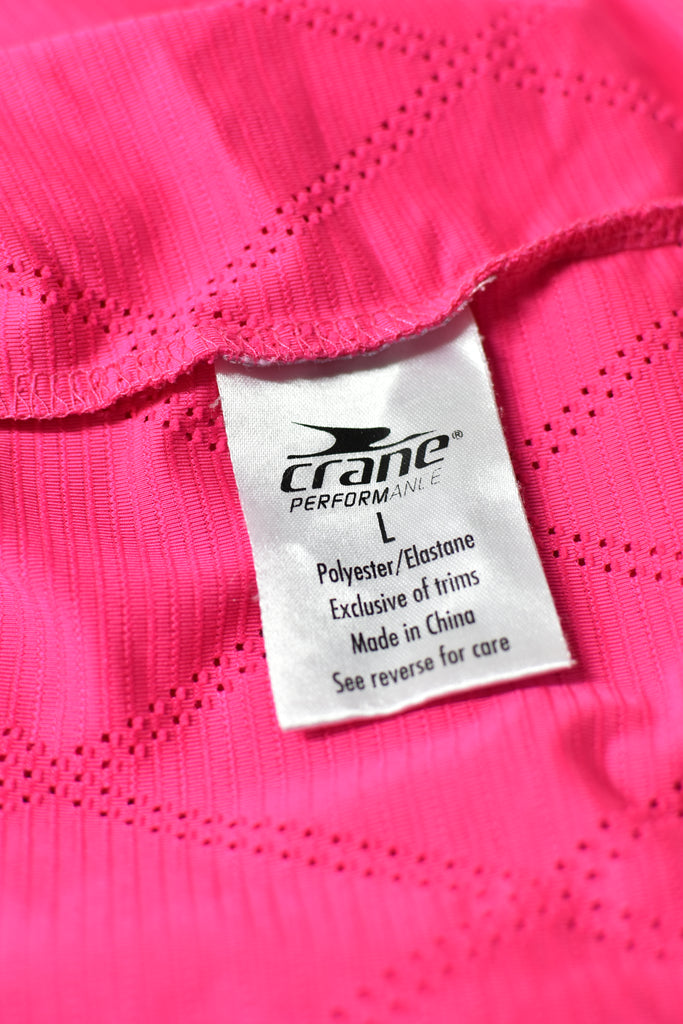 crane®
PERFORMANCE
L
Polyester/Elastane
Exclusive of trims
Made in China
See reverse for care